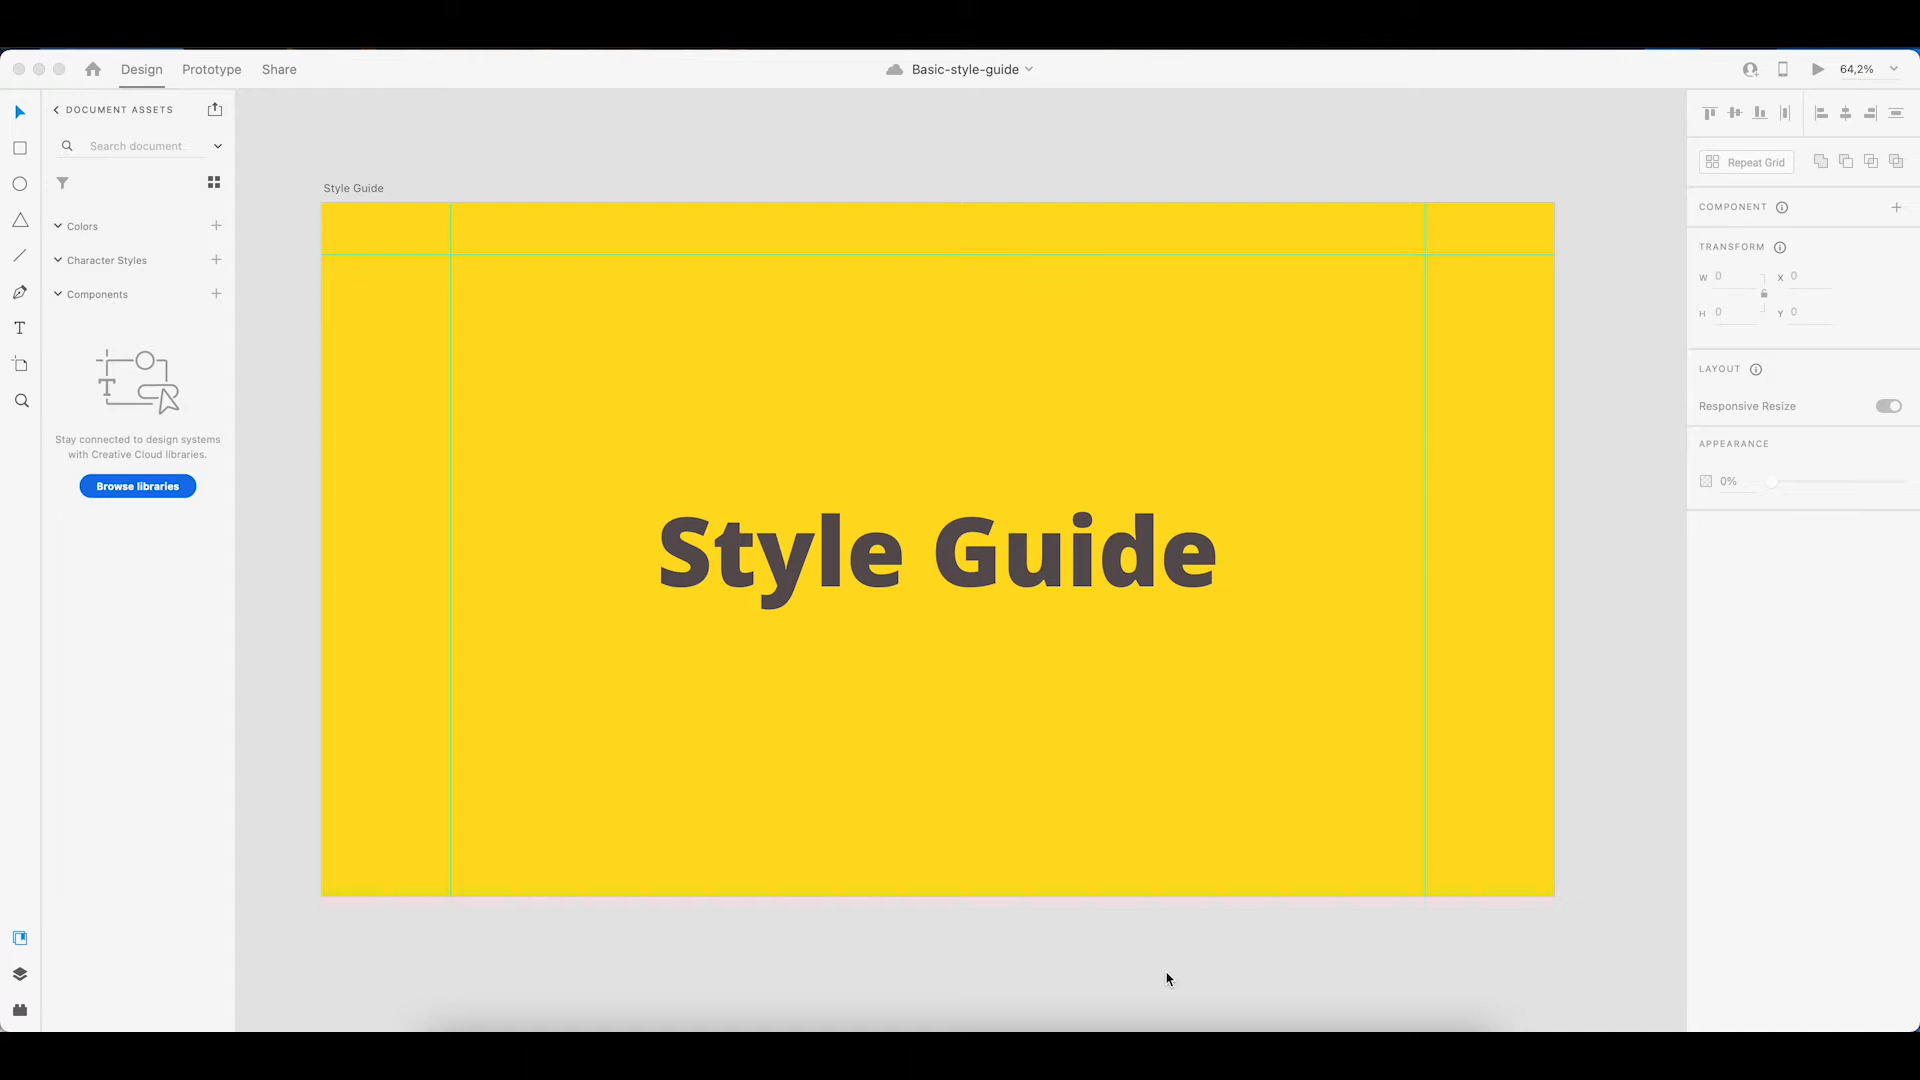 Design
Prototype
Share
Basic-style-guide
64,2%
DOCUMENT ASSETS
Search document
Colors
Character Styles
Components
Stay connected to design systems
with Creative Cloud libraries.
Browse libraries
Style Guide
Style Guide
Repeat Grid
COMPONENT
TRANSFORM
W 0
X 0
H 0
Y 0
LAYOUT
Responsive Resize
APPEARANCE
0%